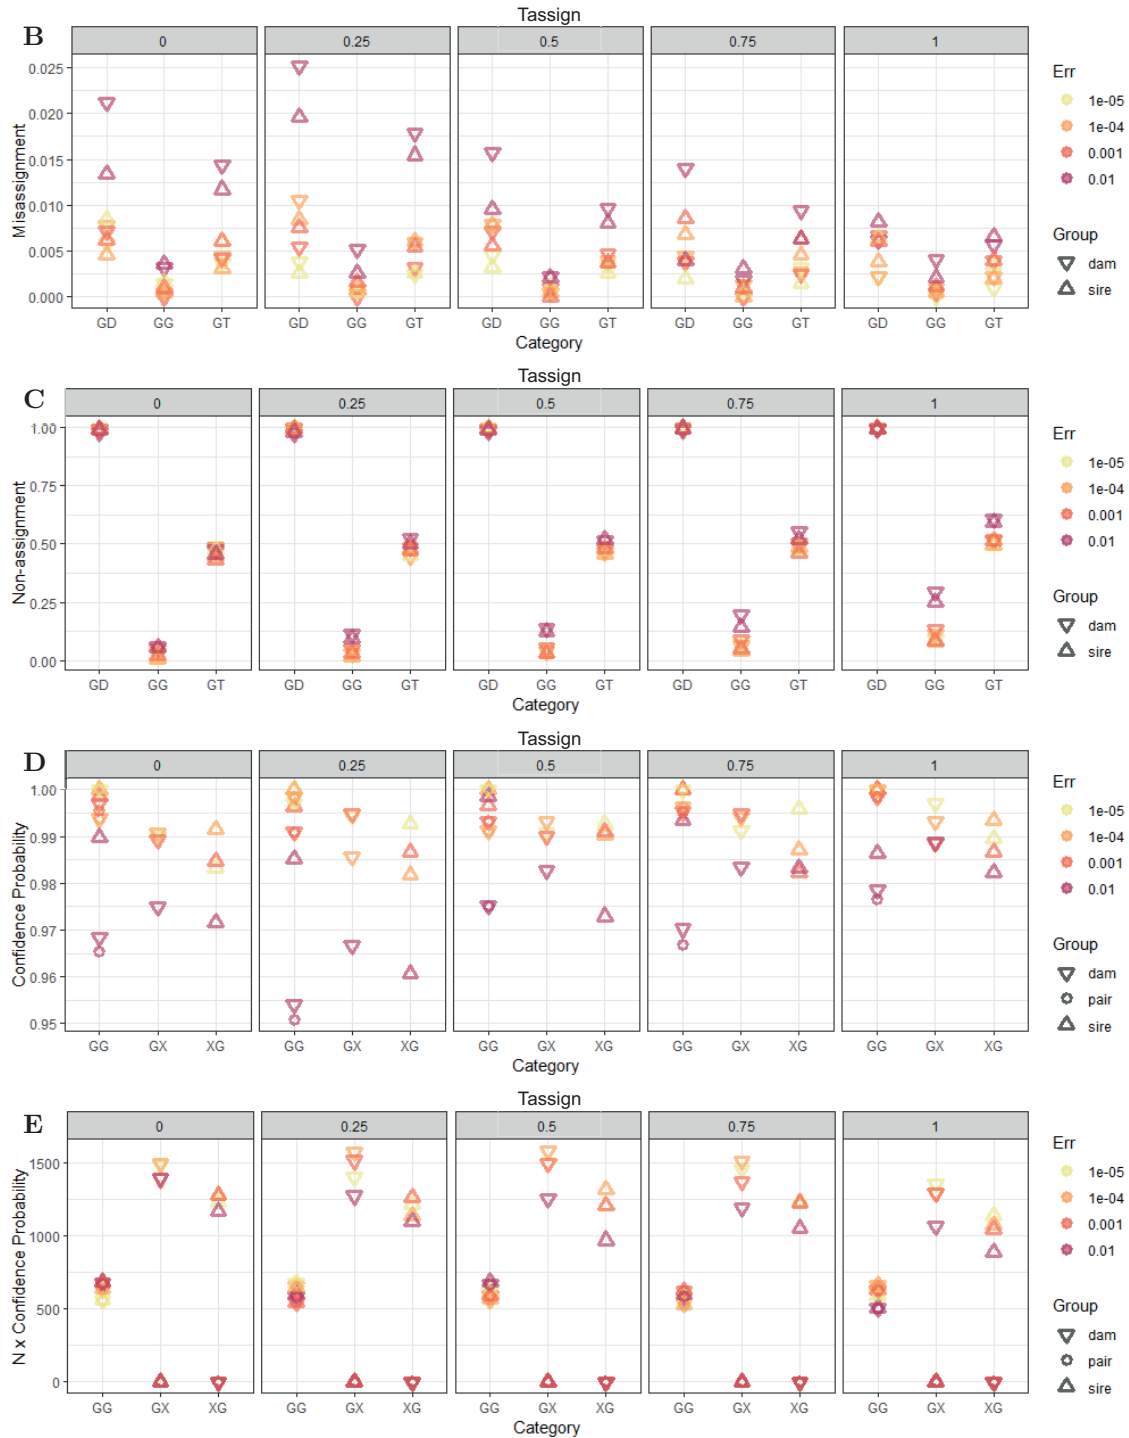 Tassign
B
0 0.25 0.5 0.75 1
Misassignment
0.025
0.020
0.015
0.010
0.005
0.000
GD GG GT GD GG GT GD GG GT GD GG GT GD GG GT
Category
Err
1e-05
1e-04
0.001
0.01
Group
dam
sire
Tassign
C
0 0.25 0.5 0.75 1
Non-assignment
1.00
0.75
0.50
0.25
0.00
GD GG GT GD GG GT GD GG GT GD GG GT GD GG GT
Category
Err
1e-05
1e-04
0.001
0.01
Group
dam
sire
Tassign
D
0 0.25 0.5 0.75 1
Confidence Probability
1.00
0.99
0.98
0.97
0.96
0.95
GG GX XG GG GX XG GG GX XG GG GX XG GG GX XG
Category
Err
1e-05
1e-04
0.001
0.01
Group
dam
pair
sire
Tassign
E
0 0.25 0.5 0.75 1
N x Confidence Probability
1500
1000
500
0
GG GX XG GG GX XG GG GX XG GG GX XG GG GX XG
Category
Err
1e-05
1e-04
0.001
0.01
Group
dam
pair
sire